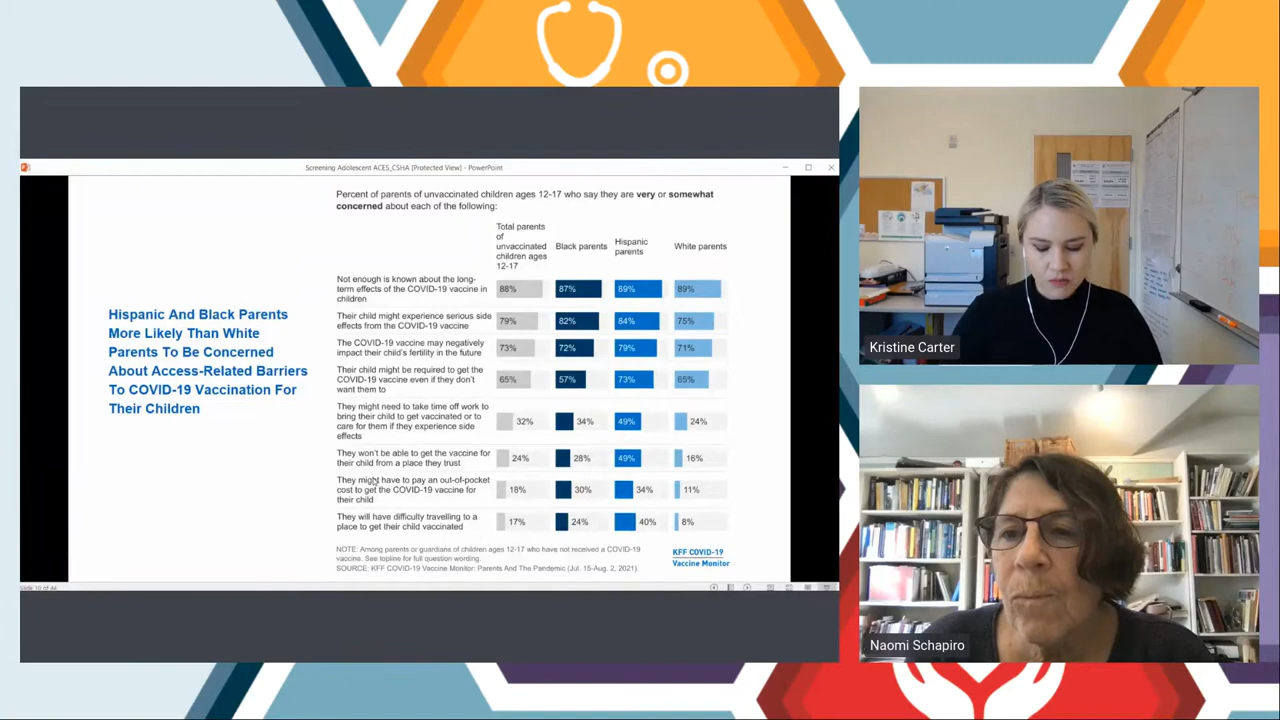 Screening Adolescent ACES_CSHA [Protected View] - PowerPoint
Hispanic And Black Parents
More Likely Than White
Parents To Be Concerned
About Access-Related Barriers
To COVID-19 Vaccination For
Their Children
Percent of parents of unvaccinated children ages 12-17 who say they are very or somewhat
concerned about each of the following:
Total parents
of
unvaccinated
children ages
12-17
Black parents
Hispanic
parents
White parents
Not enough is known about the long-
term effects of the COVID-19 vaccine in
children
88% 87% 89% 89%
Their child might experience serious side
effects from the COVID-19 vaccine
79% 82% 84% 75%
The COVID-19 vaccine may negatively
impact their child's fertility in the future
73% 72% 79% 71%
Their child might be required to get the
COVID-19 vaccine even if they don't
want them to
65% 57% 73% 65%
They might need to take time off work to
bring their child to get vaccinated or to
care for them if they experience side
effects
32% 34% 49% 24%
They won't be able to get the vaccine for
their child from a place they trust
24% 28% 49% 16%
They might have to pay an out-of-pocket
cost to get the COVID-19 vaccine for
their child
18% 30% 34% 11%
They will have difficulty travelling to a
place to get their child vaccinated
17% 24% 40% 8%
NOTE: Among parents or guardians of children ages 12-17 who have not received a COVID-19
vaccine. See topline for full question wording.
SOURCE: KFF COVID-19 Vaccine Monitor: Parents And The Pandemic (Jul. 15-Aug. 2, 2021).
KFF COVID-19
Vaccine Monitor
Slide 10 of 44
Kristine Carter
Naomi Schapiro